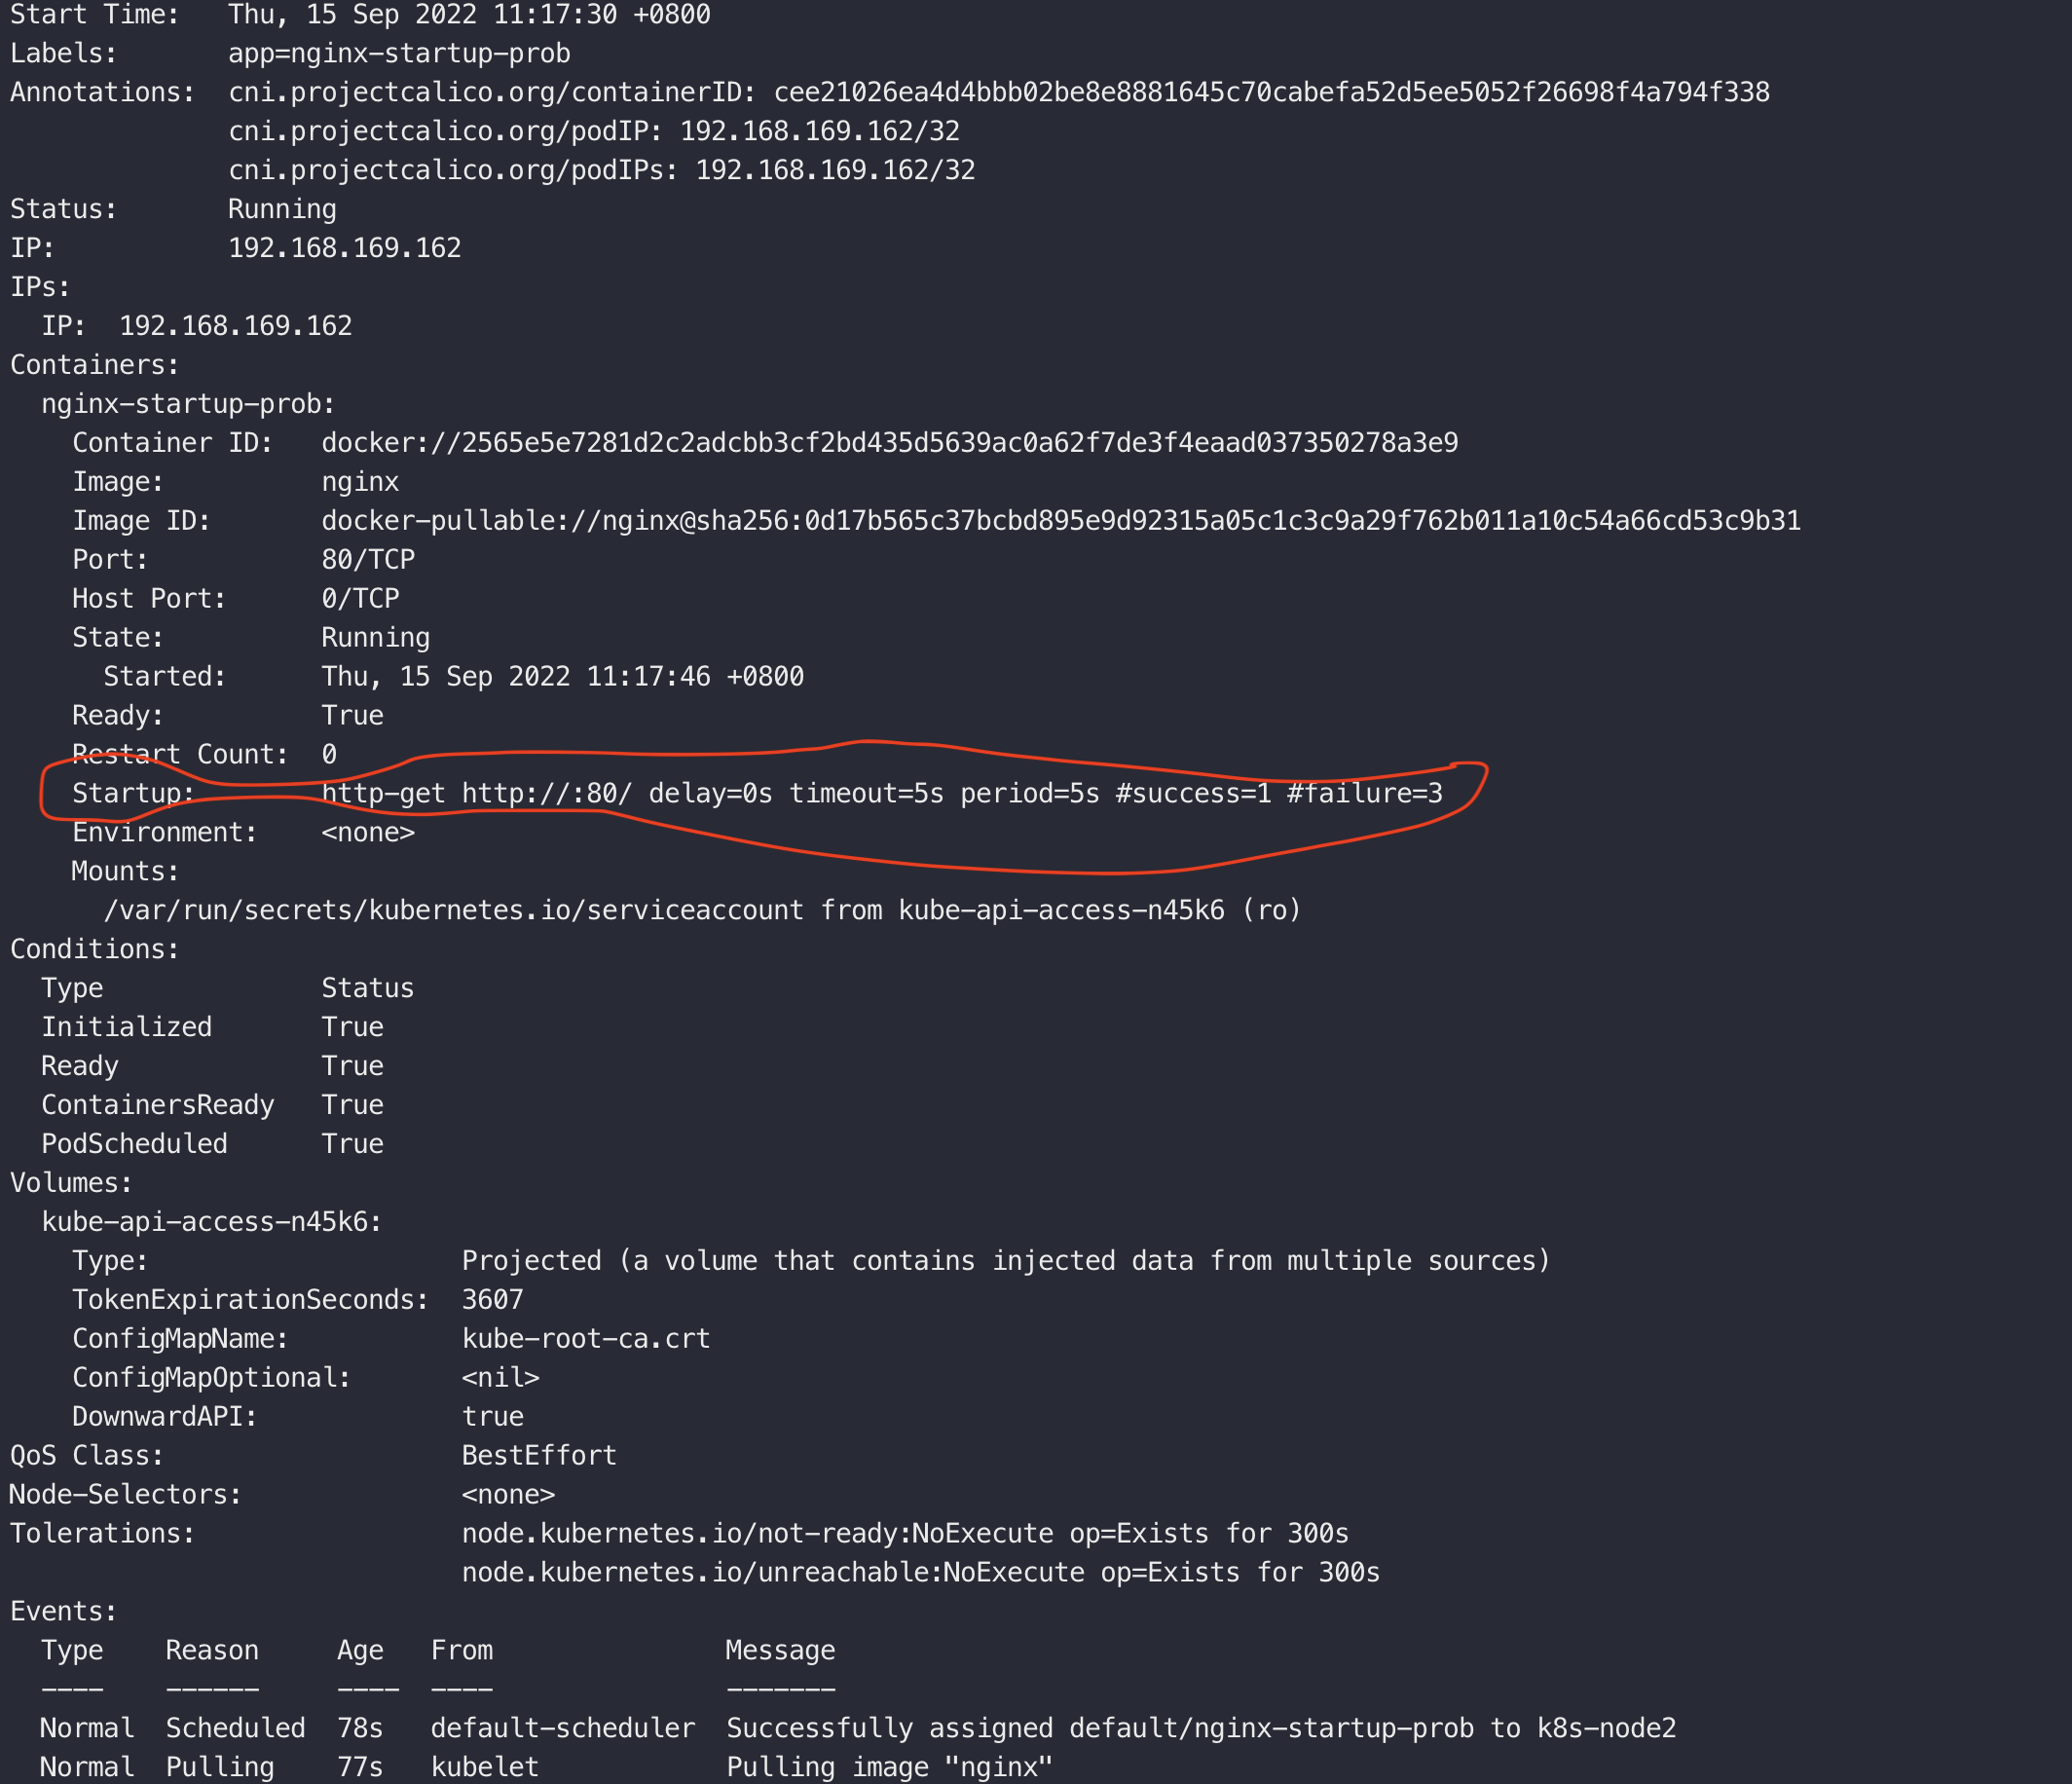 Start Time:   Thu, 15 Sep 2022 11:17:30 +0800
Labels:       app=nginx-startup-prob
Annotations:  cni.projectcalico.org/containerID: cee21026ea4d4bbb02be8e8881645c70cabefa52d5ee5052f26698f4a794f338
              cni.projectcalico.org/podIP: 192.168.169.162/32
              cni.projectcalico.org/podIPs: 192.168.169.162/32
Status:       Running
IP:           192.168.169.162
IPs:
  IP:  192.168.169.162
Containers:
  nginx-startup-prob:
    Container ID:   docker://2565e5e7281d2c2adcbb3cf2bd435d5639ac0a62f7de3f4eaad037350278a3e9
    Image:          nginx
    Image ID:       docker-pullable://nginx@sha256:0d17b565c37bcbd895e9d92315a05c1c3c9a29f762b011a10c54a66cd53c9b31
    Port:           80/TCP
    Host Port:      0/TCP
    State:          Running
      Started:      Thu, 15 Sep 2022 11:17:46 +0800
    Ready:          True
    Restart Count:  0
    Startup:        http-get http://:80/ delay=0s timeout=5s period=5s #success=1 #failure=3
    Environment:    <none>
    Mounts:
      /var/run/secrets/kubernetes.io/serviceaccount from kube-api-access-n45k6 (ro)
Conditions:
  Type              Status
  Initialized       True
  Ready             True
  ContainersReady   True
  PodScheduled      True
Volumes:
  kube-api-access-n45k6:
    Type:                    Projected (a volume that contains injected data from multiple sources)
    TokenExpirationSeconds:  3607
    ConfigMapName:           kube-root-ca.crt
    ConfigMapOptional:       <nil>
    DownwardAPI:             true
QoS Class:                   BestEffort
Node-Selectors:              <none>
Tolerations:                 node.kubernetes.io/not-ready:NoExecute op=Exists for 300s
                             node.kubernetes.io/unreachable:NoExecute op=Exists for 300s
Events:
  Type    Reason     Age   From               Message
  ----    ------     ----  ----               -------
  Normal  Scheduled  78s   default-scheduler  Successfully assigned default/nginx-startup-prob to k8s-node2
  Normal  Pulling    77s   kubelet            Pulling image "nginx"